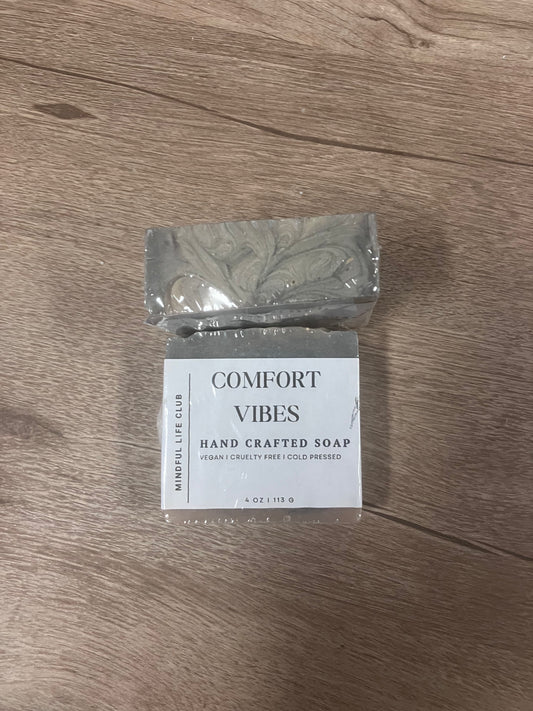 COMFORT
VIBES
HAND CRAFTED SOAP
VEGAN I CRUELTY FREE I COLD PRESSED
4 OZ I 113 G
MINDFUL LIFE CLUB